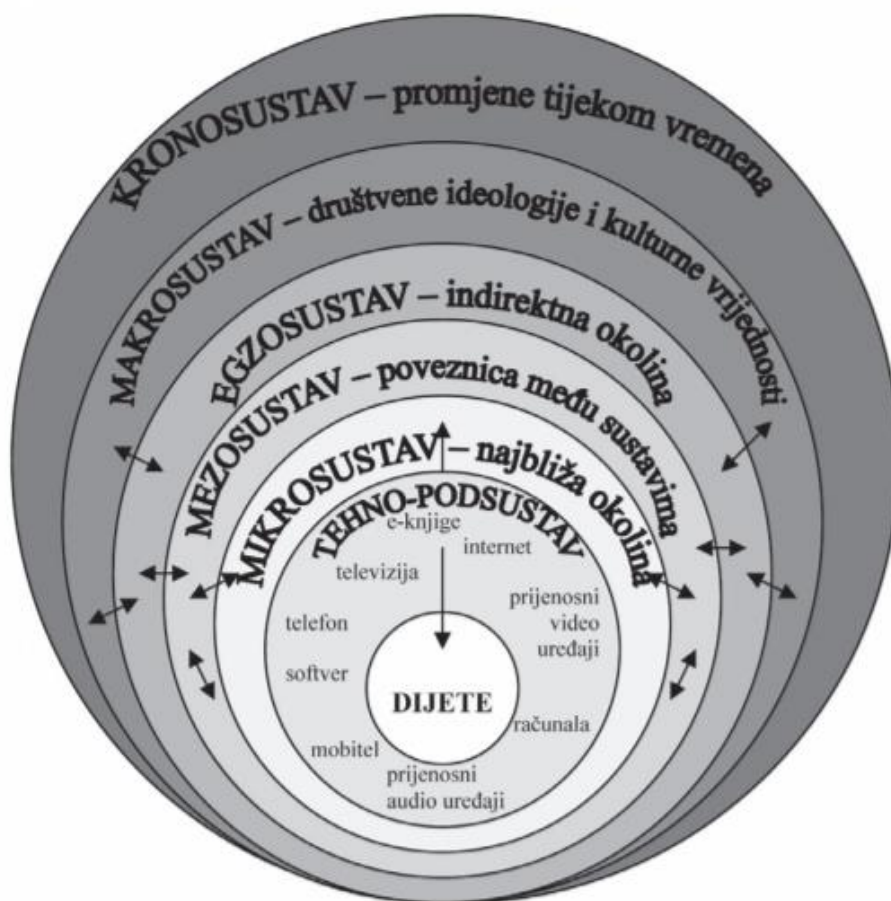 KRONOSUSTAV – promjene tijekom vremena
MAKROSUSTAV – društvene ideologije i kulturne vrijednosti
EGZOSUSTAV – indirektna okolina
MEZOSUSTAV – poveznica među sustavima
MIKROSUSTAV – najbliža okolina
TEHNO-PODSUSTAV
e-knjige
internet
televizija
prijenosni
video
uređaji
telefon
softver
DIJETE
računala
mobitel
prijenosni
audio uređaji